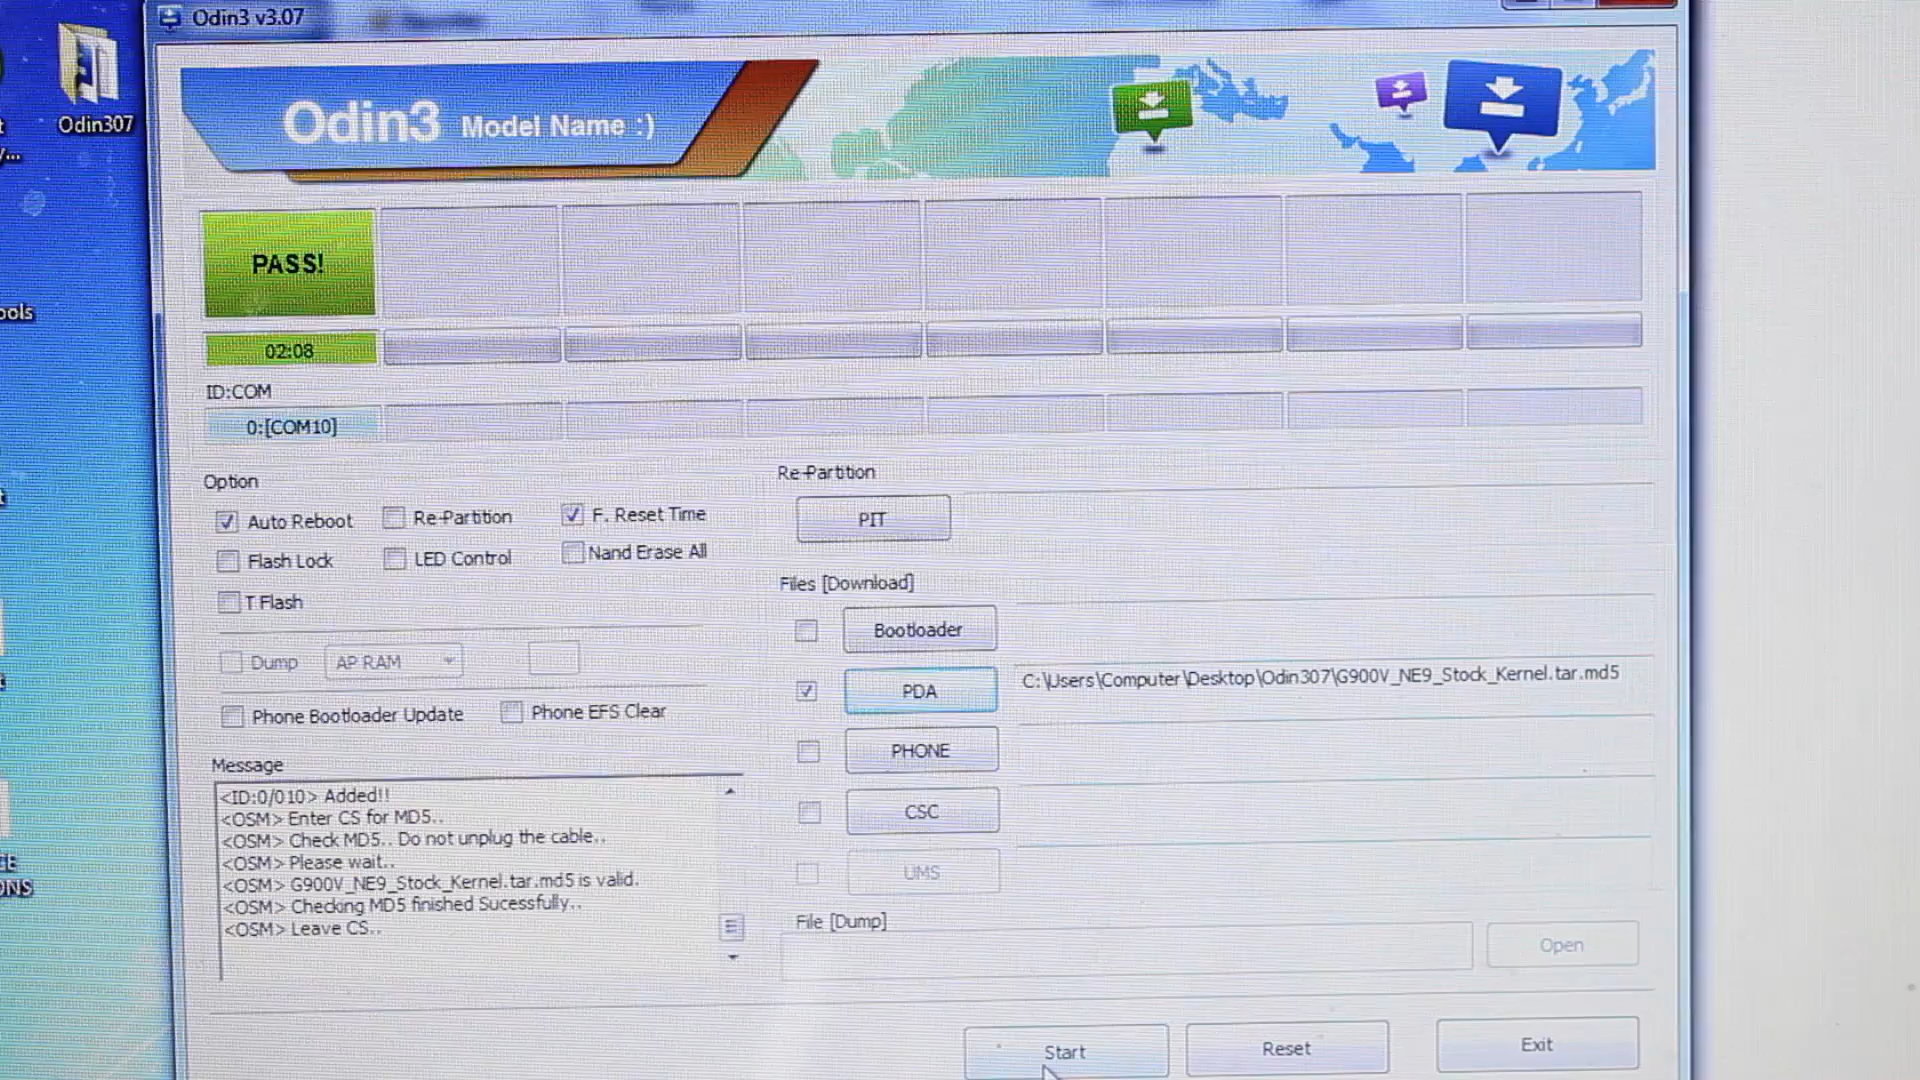 Odin3 v3.07
Odin307
Odin3 Model Name :)
PASS!
02:08
ID:COM
0:[COM10]
Option
Auto Reboot
Re-Partition
F. Reset Time
Flash Lock
LED Control
Nand Erase All
T Flash
Dump
AP RAM
Phone Bootloader Update
Phone EFS Clear
Message
<ID:0/010> Added!!
<OSM> Enter CS for MD5..
<OSM> Check MD5.. Do not unplug the cable..
<OSM> Please wait..
<OSM> G900V_NE9_Stock_Kernel.tar.md5 is valid.
<OSM> Checking MD5 finished Sucessfully..
<OSM> Leave CS..
Re-Partition
PIT
Files [Download]
Bootloader
PDA
C:\Users\Computer\Desktop\Odin307\G900V_NE9_Stock_Kernel.tar.md5
PHONE
CSC
UMS
File [Dump]
Open
Start
Reset
Exit